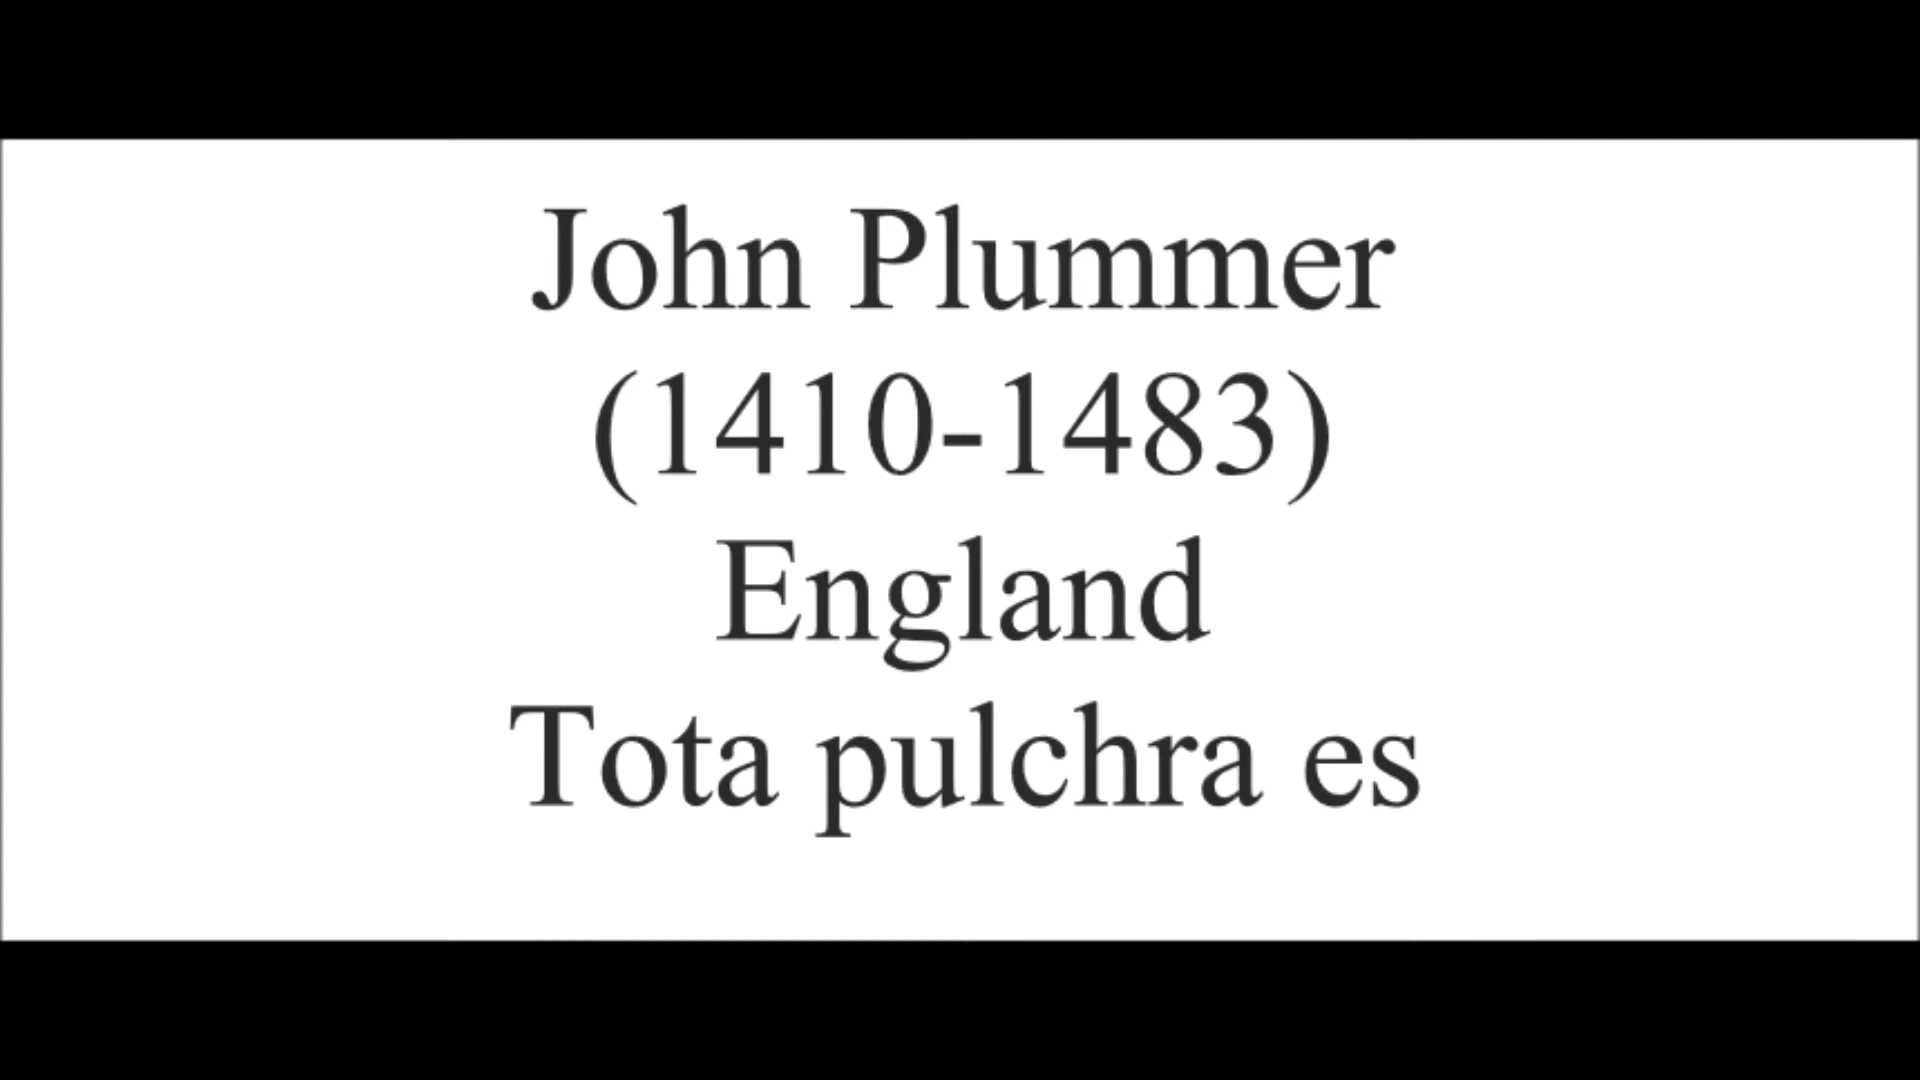 John Plummer
(1410-1483)
England
Tota pulchra es